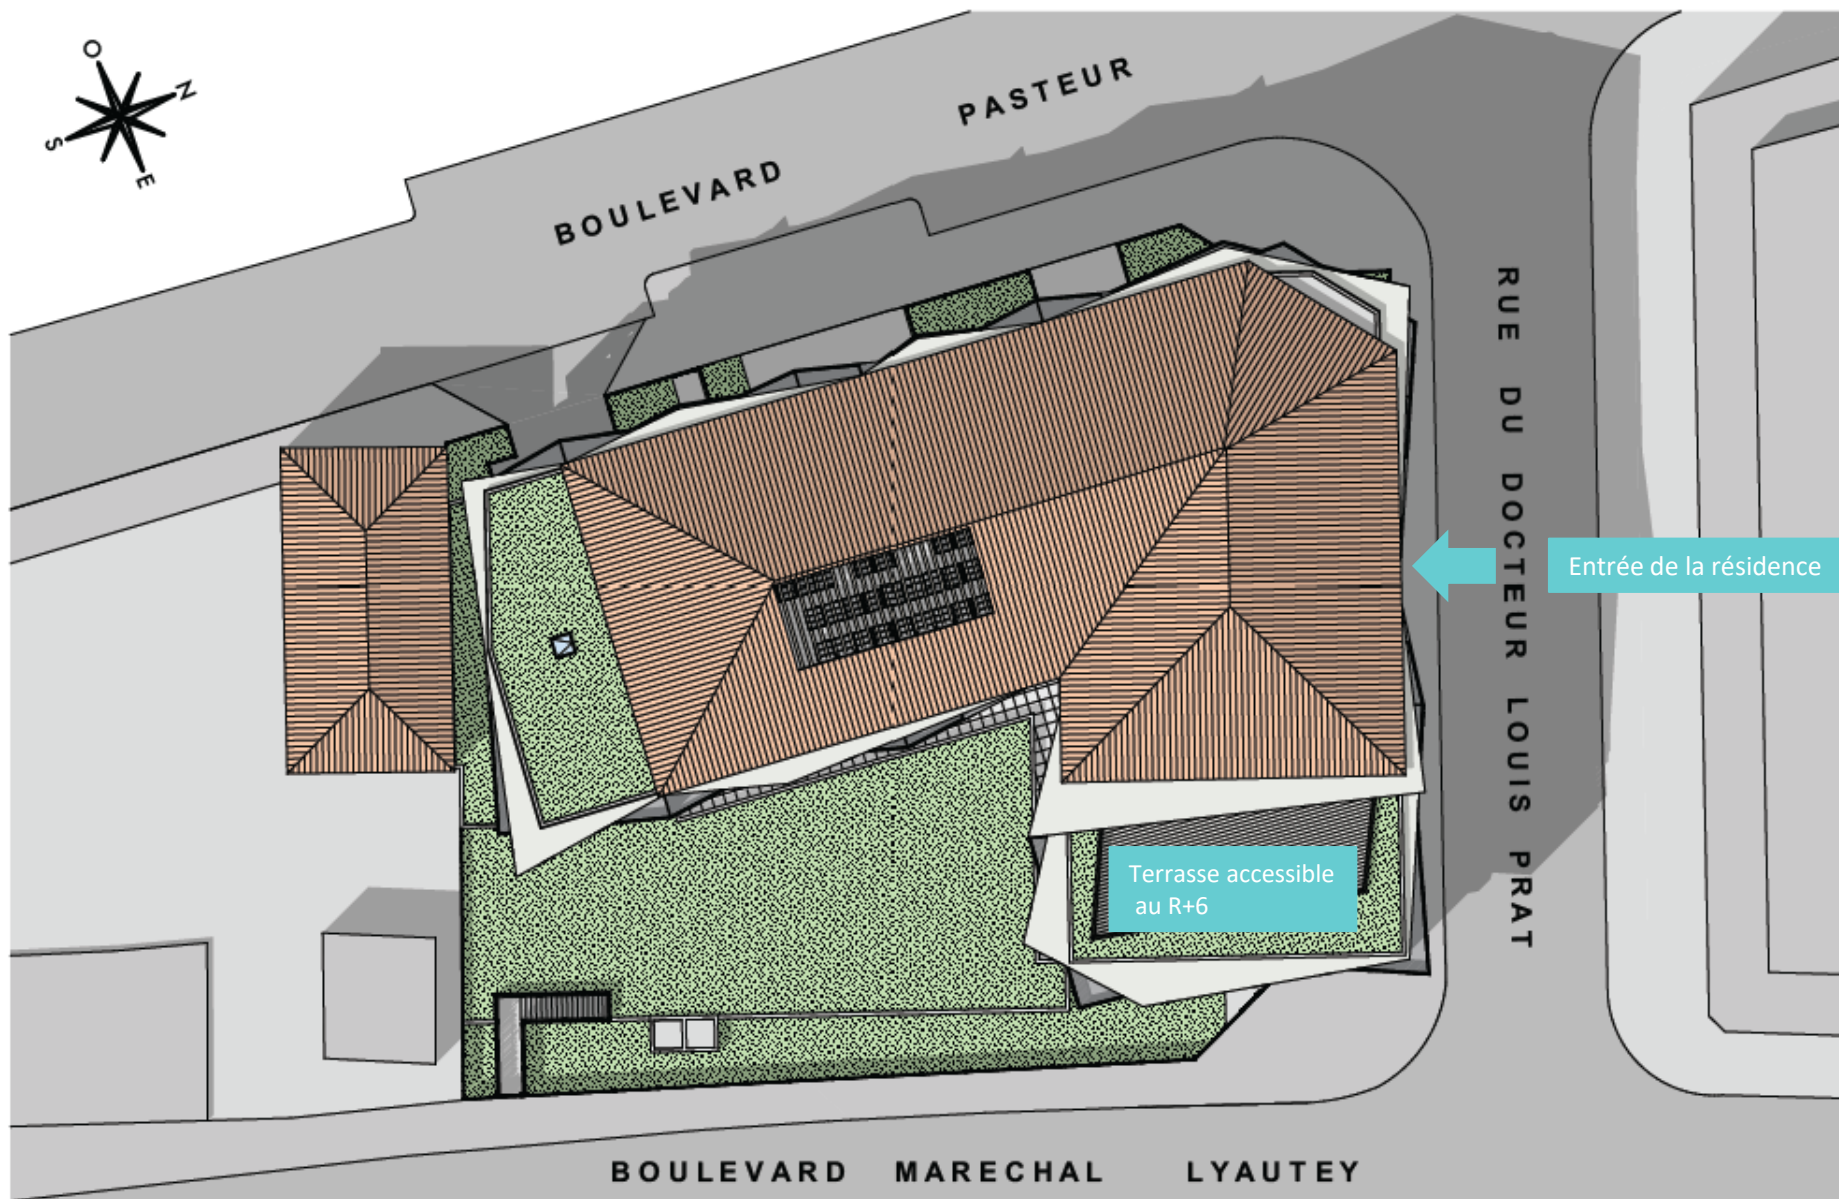 O
N
S
E
BOULEVARD PASTEUR
RUE DU DOCTEUR LOUIS PRAT
Entrée de la résidence
Terrasse accessible
au R+6
BOULEVARD MARECHAL LYAUTEY